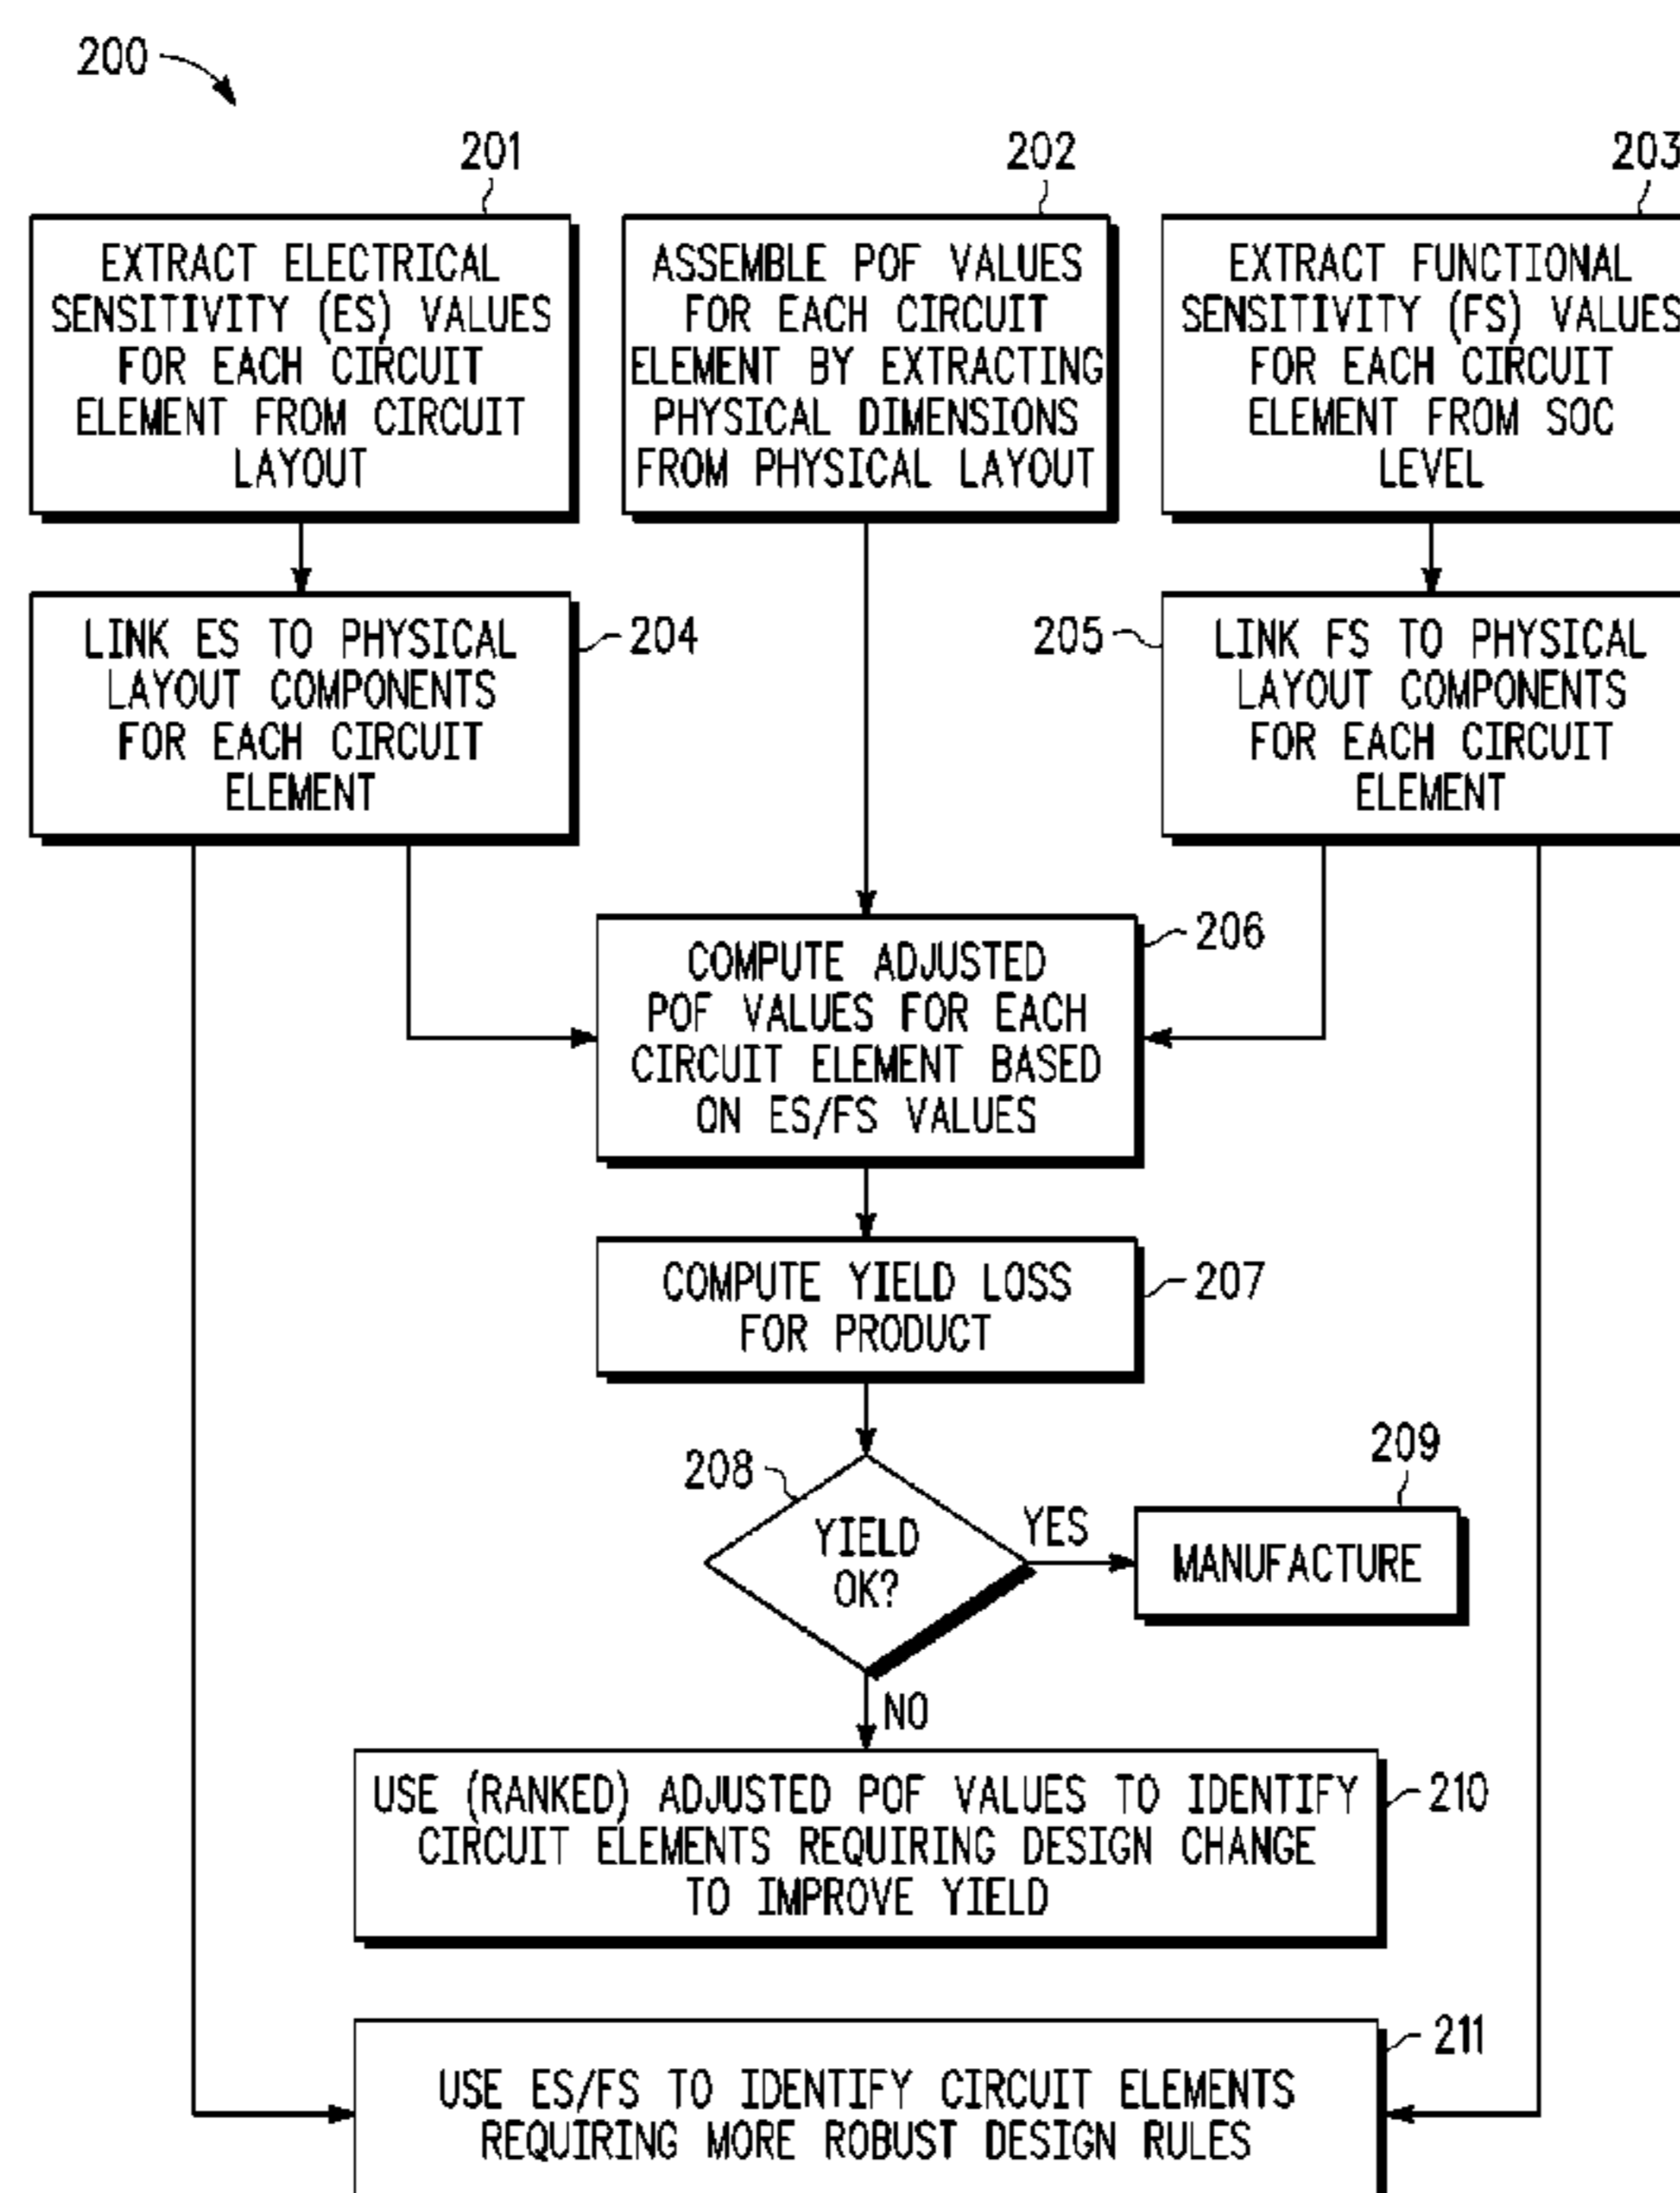 200
201
EXTRACT ELECTRICAL
SENSITIVITY (ES) VALUES
FOR EACH CIRCUIT
ELEMENT FROM CIRCUIT
LAYOUT
202
ASSEMBLE POF VALUES
FOR EACH CIRCUIT
ELEMENT BY EXTRACTING
PHYSICAL DIMENSIONS
FROM PHYSICAL LAYOUT
203
EXTRACT FUNCTIONAL
SENSITIVITY (FS) VALUES
FOR EACH CIRCUIT
ELEMENT FROM SOC
LEVEL
LINK ES TO PHYSICAL
LAYOUT COMPONENTS
FOR EACH CIRCUIT
ELEMENT
204
205
LINK FS TO PHYSICAL
LAYOUT COMPONENTS
FOR EACH CIRCUIT
ELEMENT
206
COMPUTE ADJUSTED
POF VALUES FOR EACH
CIRCUIT ELEMENT BASED
ON ES/FS VALUES
COMPUTE YIELD LOSS
FOR PRODUCT
207
208
YIELD
OK?
YES
209
MANUFACTURE
NO
USE (RANKED) ADJUSTED POF VALUES TO IDENTIFY
CIRCUIT ELEMENTS REQUIRING DESIGN CHANGE
TO IMPROVE YIELD
210
211
USE ES/FS TO IDENTIFY CIRCUIT ELEMENTS
REQUIRING MORE ROBUST DESIGN RULES